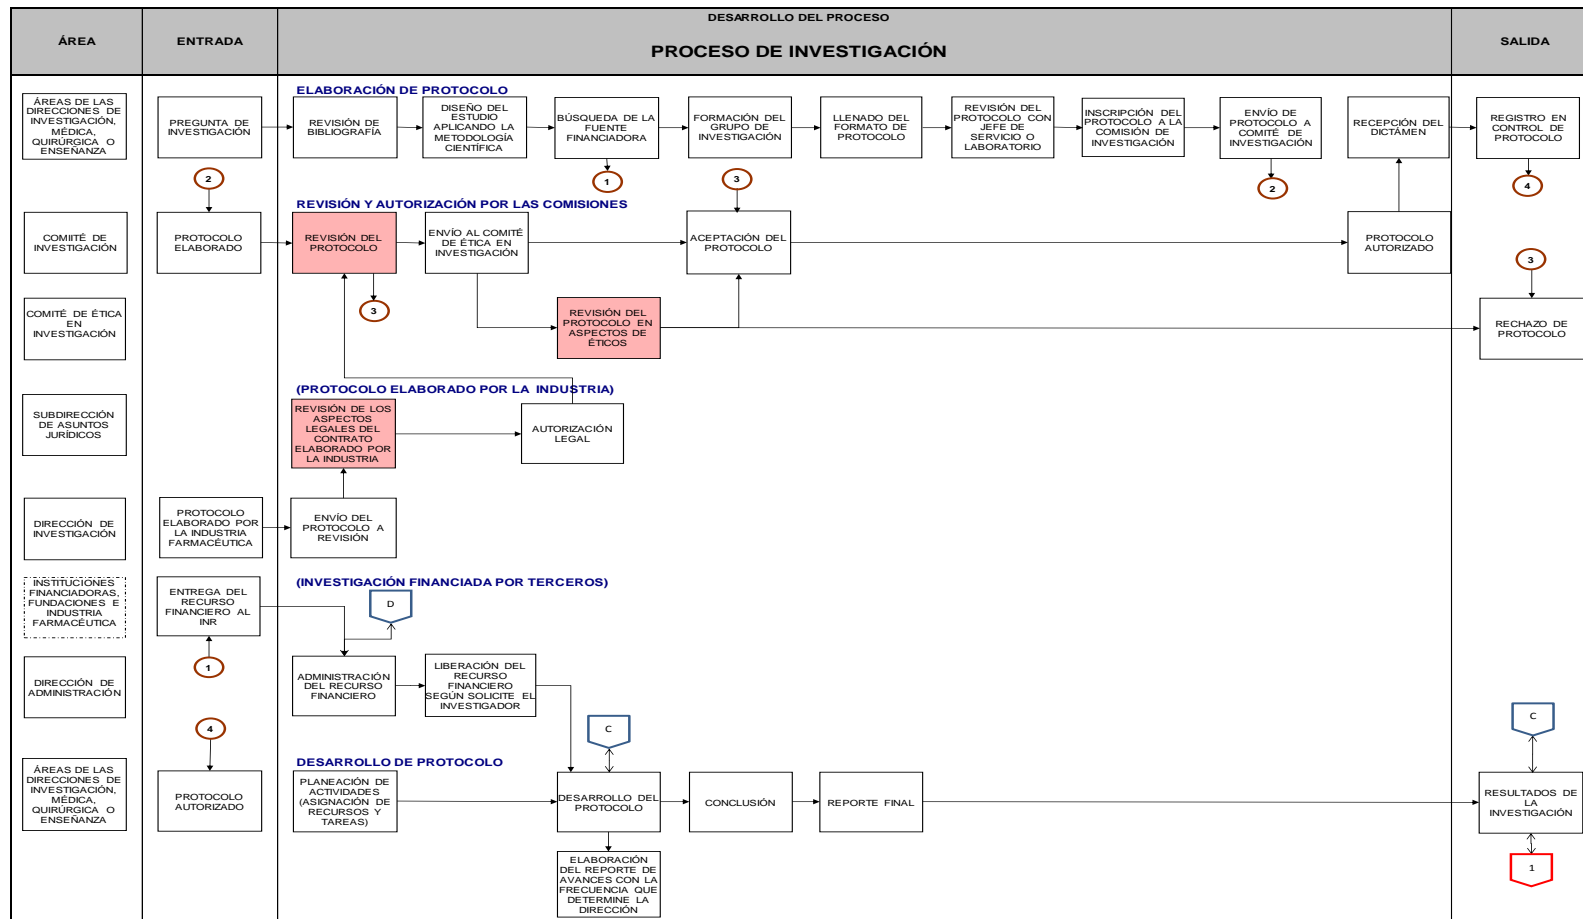 DESARROLLO DEL PROCESO
ÁREA
ENTRADA
PROCESO DE INVESTIGACIÓN
SALIDA
ELABORACIÓN DE PROTOCOLO
ÁREAS DE LAS
DIRECCIONES DE
INVESTIGACIÓN,
MÉDICA,
QUIRÚRGICA O
ENSEÑANZA
PREGUNTA DE
INVESTIGACIÓN
REVISIÓN DE
BIBLIOGRAFÍA
DISEÑO DEL
ESTUDIO
APLICANDO LA
METODOLOGÍA
CIENTÍFICA
BÚSQUEDA DE LA
FUENTE
FINANCIADORA
FORMACIÓN DEL
GRUPO DE
INVESTIGACIÓN
LLENADO DEL
FORMATO DE
PROTOCOLO
REVISIÓN DEL
PROTOCOLO CON
JEFE DE
SERVICIO O
LABORATORIO
INSCRIPCIÓN DEL
PROTOCOLO A LA
COMISIÓN DE
INVESTIGACIÓN
ENVÍO DE
PROTOCOLO A
COMITÉ DE
INVESTIGACIÓN
RECEPCIÓN DEL
DICTÁMEN
REGISTRO EN
CONTROL DE
PROTOCOLO
2
1
3
2
4
REVISIÓN Y AUTORIZACIÓN POR LAS COMISIONES
COMITÉ DE
INVESTIGACIÓN
PROTOCOLO
ELABORADO
REVISIÓN DEL
PROTOCOLO
ENVÍO AL COMITÉ
DE ÉTICA EN
INVESTIGACIÓN
ACEPTACIÓN DEL
PROTOCOLO
PROTOCOLO
AUTORIZADO
3
3
COMITÉ DE ÉTICA
EN
INVESTIGACIÓN
REVISIÓN DEL
PROTOCOLO EN
ASPECTOS DE
ÉTICOS
RECHAZO DE
PROTOCOLO
(PROTOCOLO ELABORADO POR LA INDUSTRIA)
SUBDIRECCIÓN
DE ASUNTOS
JURÍDICOS
REVISIÓN DE LOS
ASPECTOS
LEGALES DEL
CONTRATO
ELABORADO POR
LA INDUSTRIA
AUTORIZACIÓN
LEGAL
DIRECCIÓN DE
INVESTIGACIÓN
PROTOCOLO
ELABORADO POR
LA INDUSTRIA
FARMACÉUTICA
ENVÍO DEL
PROTOCOLO A
REVISIÓN
(INVESTIGACIÓN FINANCIADA POR TERCEROS)
INSTITUCIONES
FINANCIADORAS,
FUNDACIONES E
INDUSTRIA
FARMACÉUTICA
ENTREGA DEL
RECURSO
FINANCIERO AL
INR
D
1
DIRECCIÓN DE
ADMINISTRACIÓN
ADMINISTRACIÓN
DEL RECURSO
FINANCIERO
LIBERACIÓN DEL
RECURSO
FINANCIERO
SEGÚN SOLICITE EL
INVESTIGADOR
4
C
C
DESARROLLO DE PROTOCOLO
ÁREAS DE LAS
DIRECCIONES DE
INVESTIGACIÓN,
MÉDICA,
QUIRÚRGICA O
ENSEÑANZA
PROTOCOLO
AUTORIZADO
PLANEACIÓN DE
ACTIVIDADES
(ASIGNACIÓN DE
RECURSOS Y
TAREAS)
DESARROLLO DEL
PROTOCOLO
CONCLUSIÓN
REPORTE FINAL
RESULTADOS DE
LA
INVESTIGACIÓN
ELABORACIÓN
DEL REPORTE DE
AVANCES CON LA
FRECUENCIA QUE
DETERMINE LA
DIRECCIÓN
1